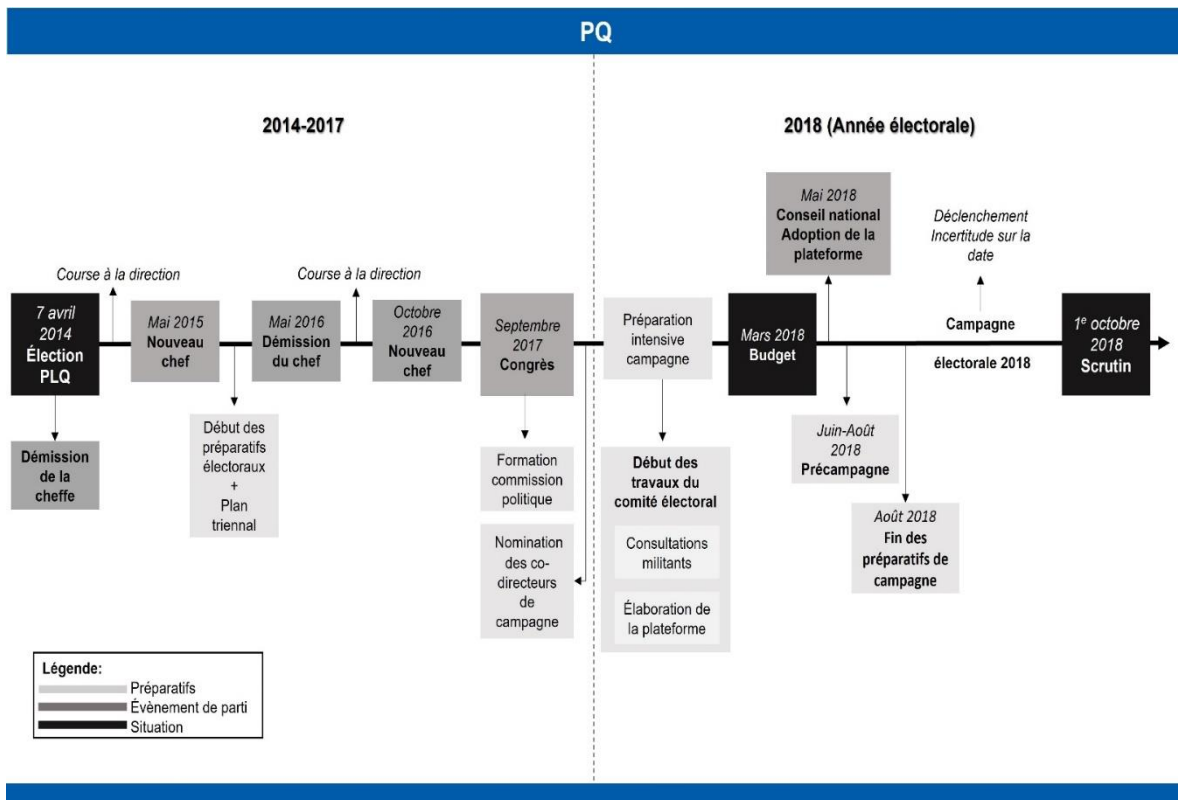 PQ
2014-2017
2018 (Année électorale)
Course à la direction
Course à la direction
7 avril
2014
Élection
PLQ
Mai 2015
Nouveau
chef
Mai 2016
Démission
du chef
Octobre
2016
Nouveau
chef
Septembre
2017
Congrès
Démission
de la
cheffe
Début des
préparatifs
électoraux
+
Plan
triennal
Formation
commission
politique
Nomination
des co-
directeurs
de
campagne
Préparation
intensive
campagne
Début des
travaux du
comité électoral
Consultations
militants
Élaboration de
la plateforme
Mars 2018
Budget
Mai 2018
Conseil national
Adoption de la
plateforme
Juin-Août
2018
Précampagne
Août 2018
Fin des
préparatifs de
campagne
Déclenchement
Incertitude sur la
date
Campagne
électorale 2018
1e octobre
2018
Scrutin
Légende:
Préparatifs
Évènement de parti
Situation